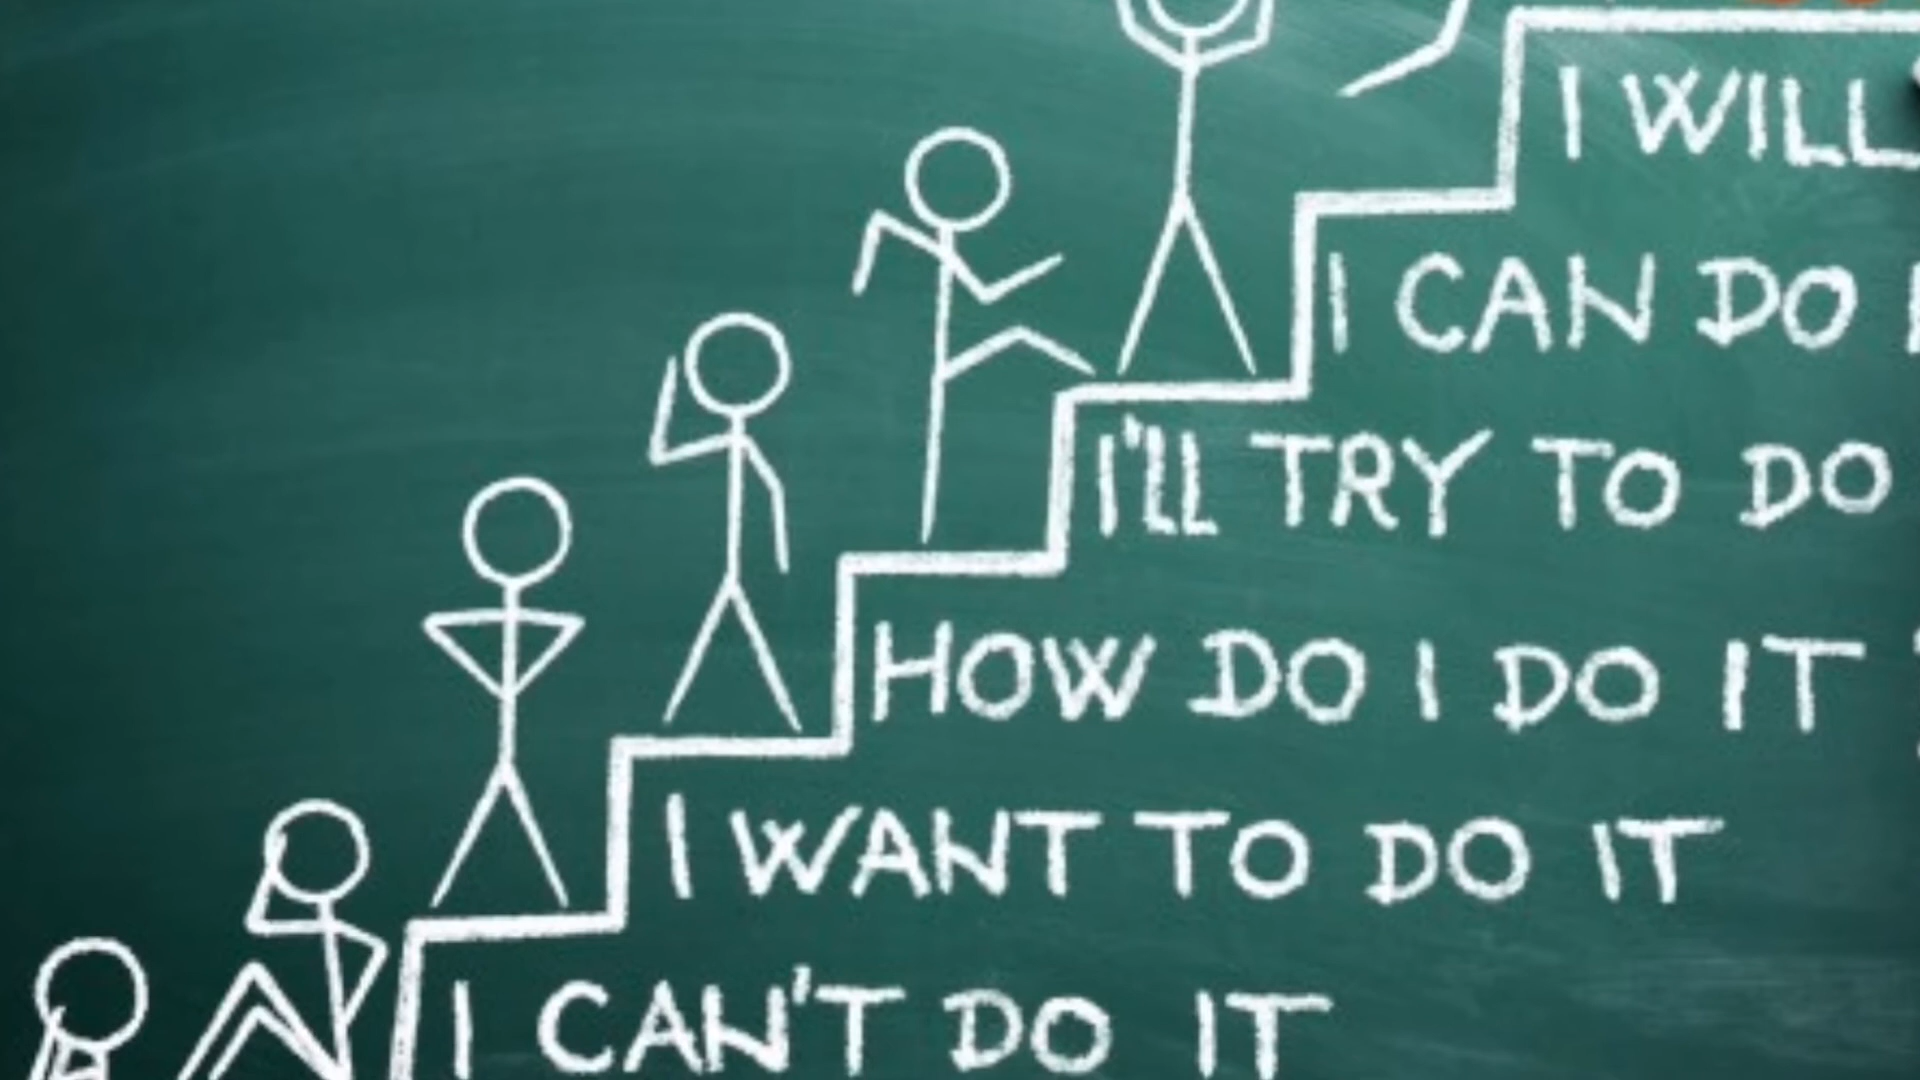 I WILL
I CAN DO
I'LL TRY TO DO
HOW DO I DO IT
I WANT TO DO IT
I CAN'T DO IT